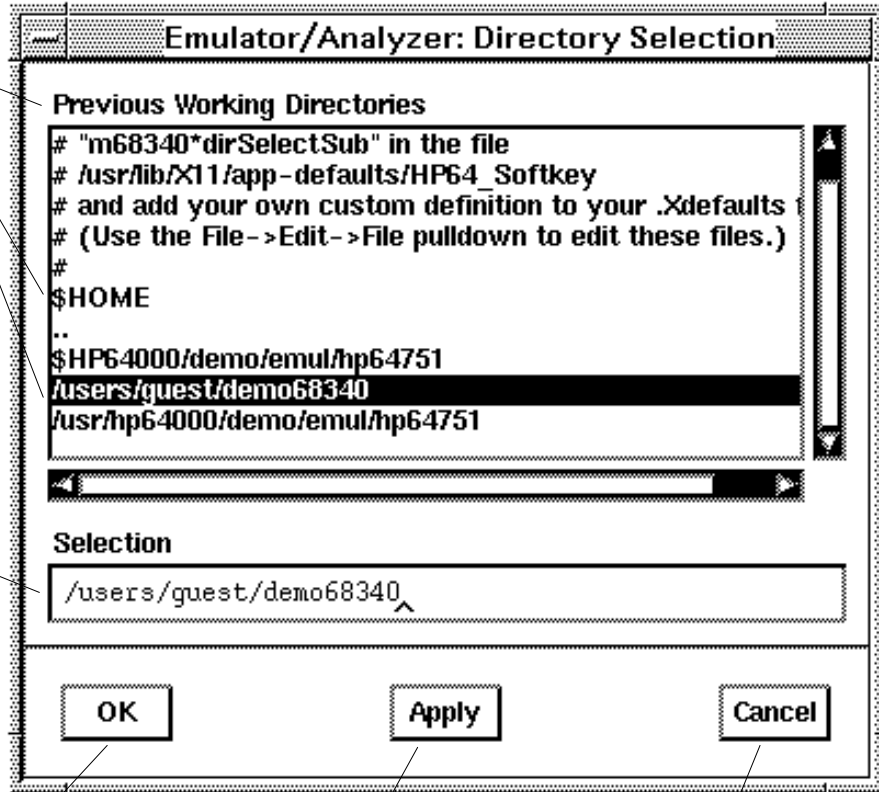 Emulator/Analyzer: Directory Selection
Previous Working Directories
# "m68340*dirSelectSub" in the file
# /usr/lib/X11/app-defaults/HP64_Softkey
# and add your own custom definition to your .Xdefaults
# (Use the File->Edit->File pulldown to edit these files.)
#
$HOME
..
$HP64000/demo/emul/hp64751
/users/guest/demo68340
/usr/hp64000/demo/emul/hp64751
Selection
/users/guest/demo68340
OK Apply Cancel